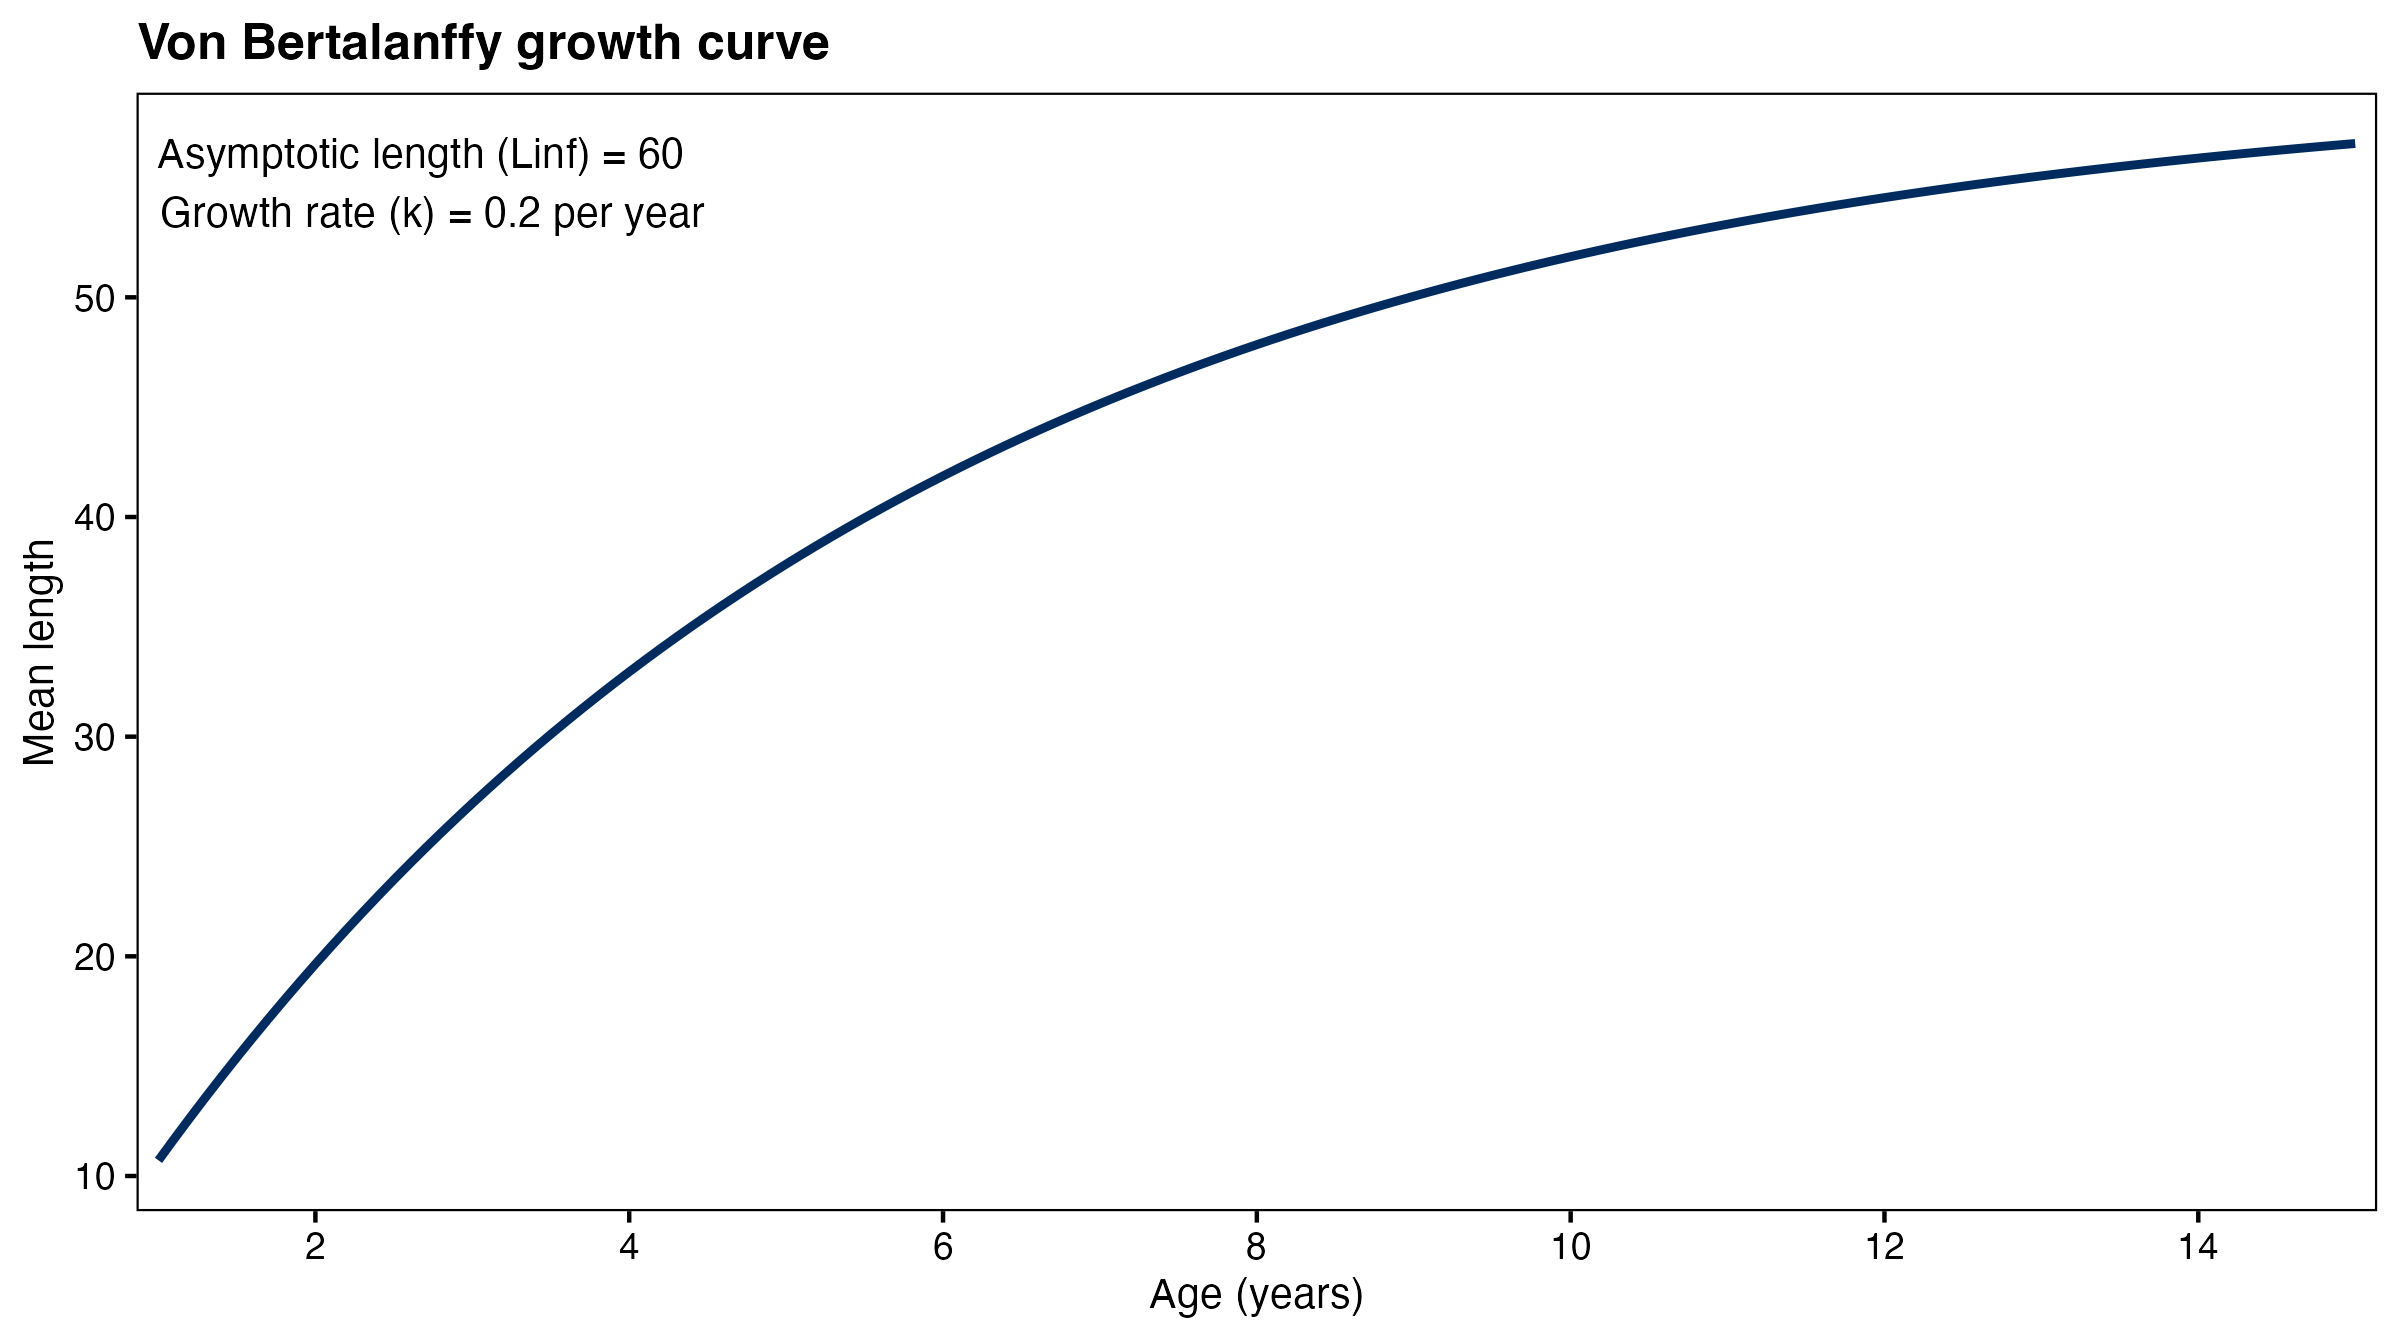 Von Bertalanffy growth curve
Asymptotic length (Linf) = 60
Growth rate (k) = 0.2 per year
50
40
30
20
10
Mean length
2 4 6 8 10 12 14
Age (years)